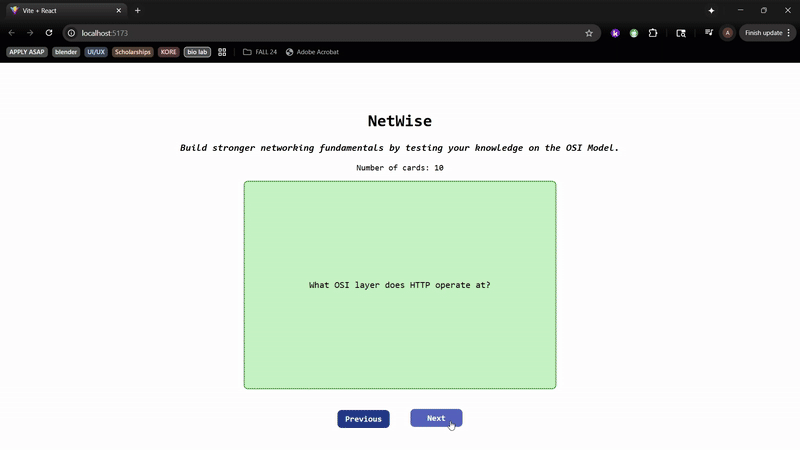 Vite + React
localhost:5173
Finish update
A
k
APPLY ASAP
blender
UI/UX
Scholarships
KORE
bio lab
FALL 24
Adobe Acrobat
NetWise
Build stronger networking fundamentals by testing your knowledge on the OSI Model.
Number of cards: 10
What OSI layer does HTTP operate at?
Previous
Next